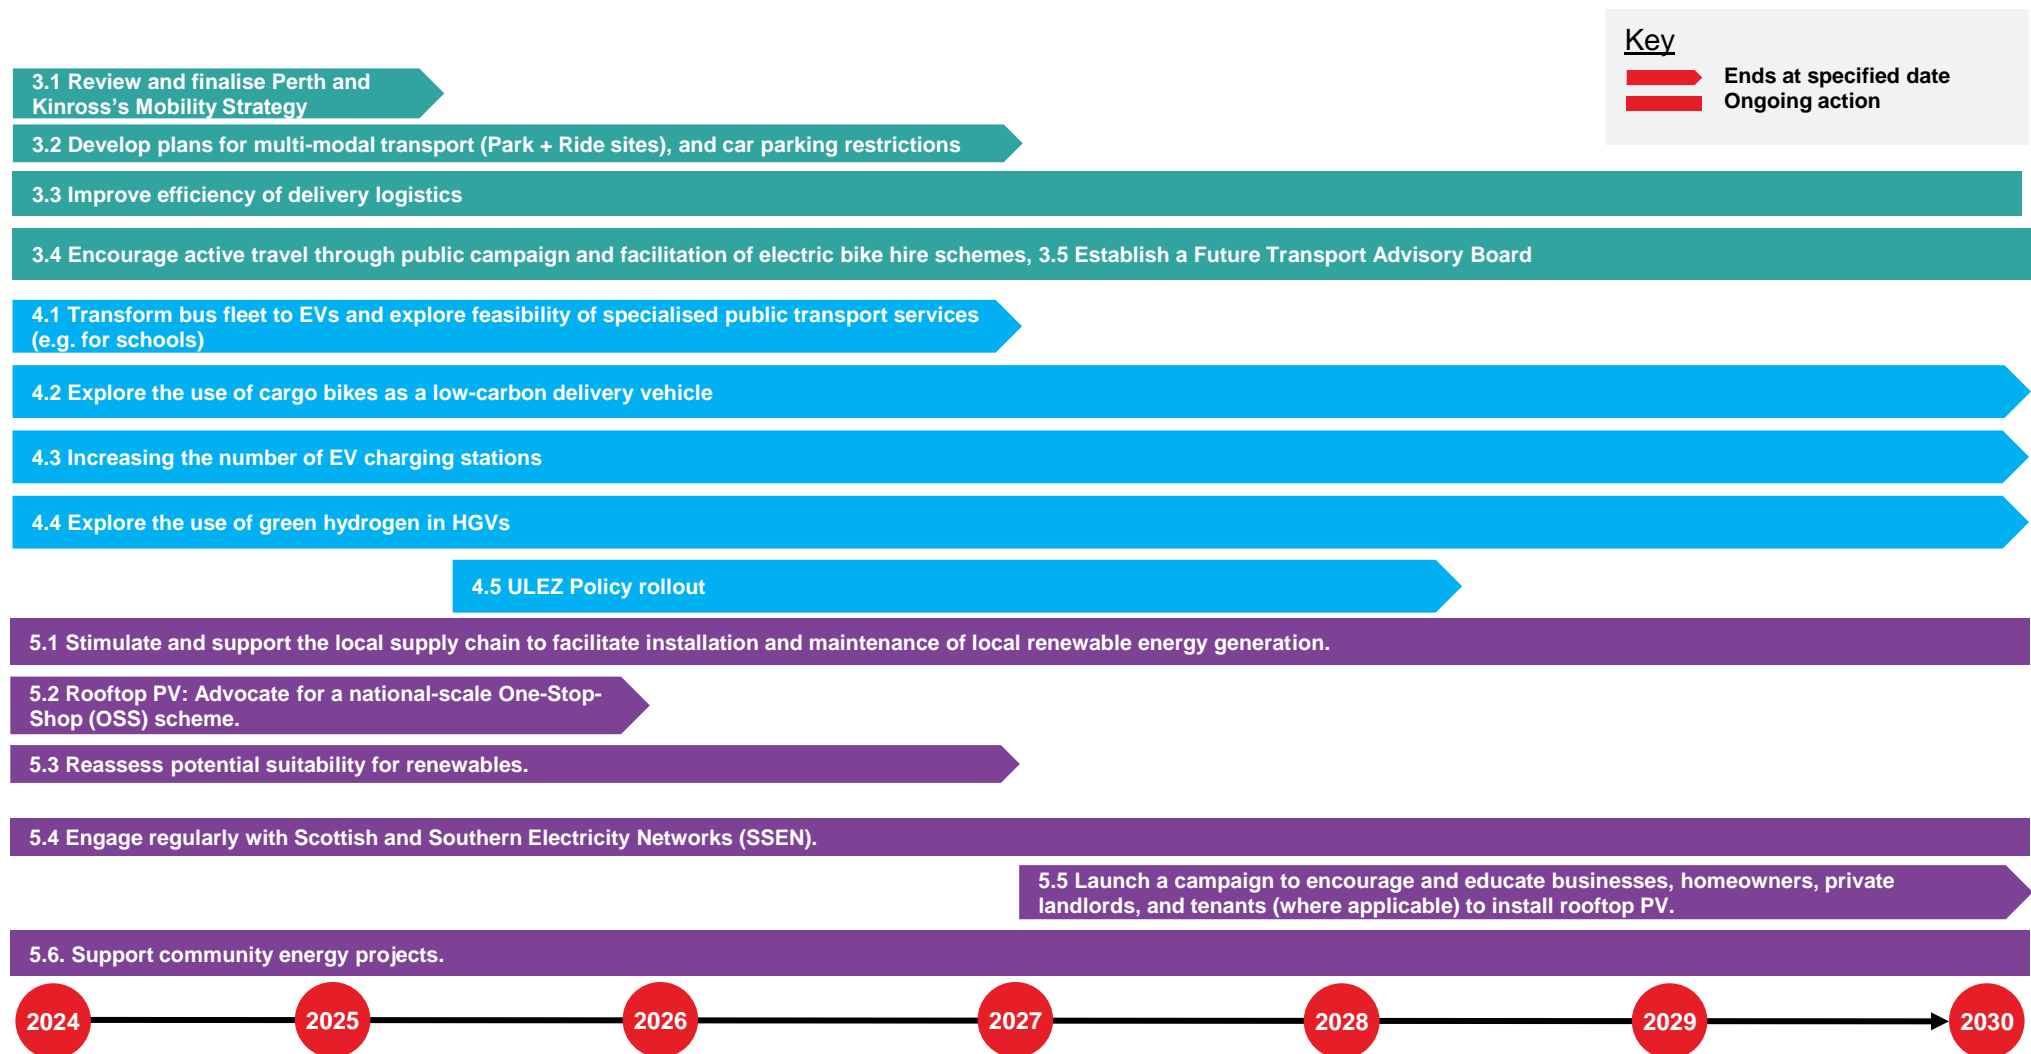 Key
Ends at specified date
Ongoing action
3.1 Review and finalise Perth and
Kinross's Mobility Strategy
3.2 Develop plans for multi-modal transport (Park + Ride sites), and car parking restrictions
3.3 Improve efficiency of delivery logistics
3.4 Encourage active travel through public campaign and facilitation of electric bike hire schemes, 3.5 Establish a Future Transport Advisory Board
4.1 Transform bus fleet to EVs and explore feasibility of specialised public transport services
(e.g. for schools)
4.2 Explore the use of cargo bikes as a low-carbon delivery vehicle
4.3 Increasing the number of EV charging stations
4.4 Explore the use of green hydrogen in HGVs
4.5 ULEZ Policy rollout
5.1 Stimulate and support the local supply chain to facilitate installation and maintenance of local renewable energy generation.
5.2 Rooftop PV: Advocate for a national-scale One-Stop-
Shop (OSS) scheme.
5.3 Reassess potential suitability for renewables.
5.4 Engage regularly with Scottish and Southern Electricity Networks (SSEN).
5.5 Launch a campaign to encourage and educate businesses, homeowners, private
landlords, and tenants (where applicable) to install rooftop PV.
5.6. Support community energy projects.
2024 2025 2026 2027 2028 2029 2030